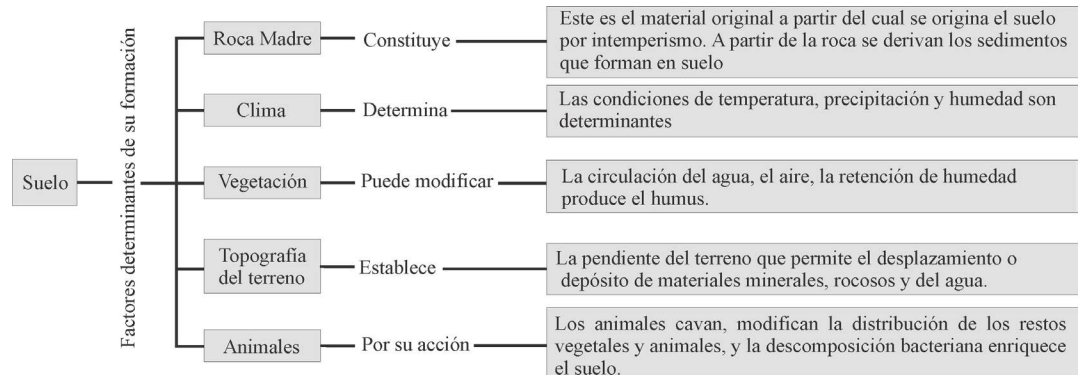 Suelo
Factores determinantes de su formación
Roca Madre
Constituye
Este es el material original a partir del cual se origina el suelo
por intemperismo. A partir de la roca se derivan los sedimentos
que forman en suelo
Clima
Determina
Las condiciones de temperatura, precipitación y humedad son
determinantes
Vegetación
Puede modificar
La circulación del agua, el aire, la retención de humedad
produce el humus.
Topografía
del terreno
Establece
La pendiente del terreno que permite el desplazamiento o
depósito de materiales minerales, rocosos y del agua.
Animales
Por su acción
Los animales cavan, modifican la distribución de los restos
vegetales y animales, y la descomposición bacteriana enriquece
el suelo.